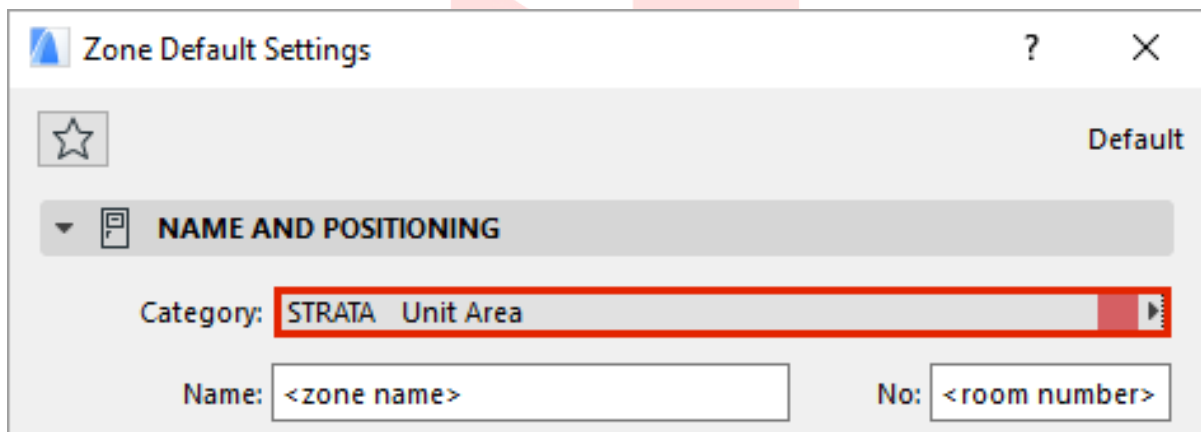 Zone Default Settings ?
Default
NAME AND POSITIONING
Category: STRATA Unit Area
Name: <zone name> No: <room number>